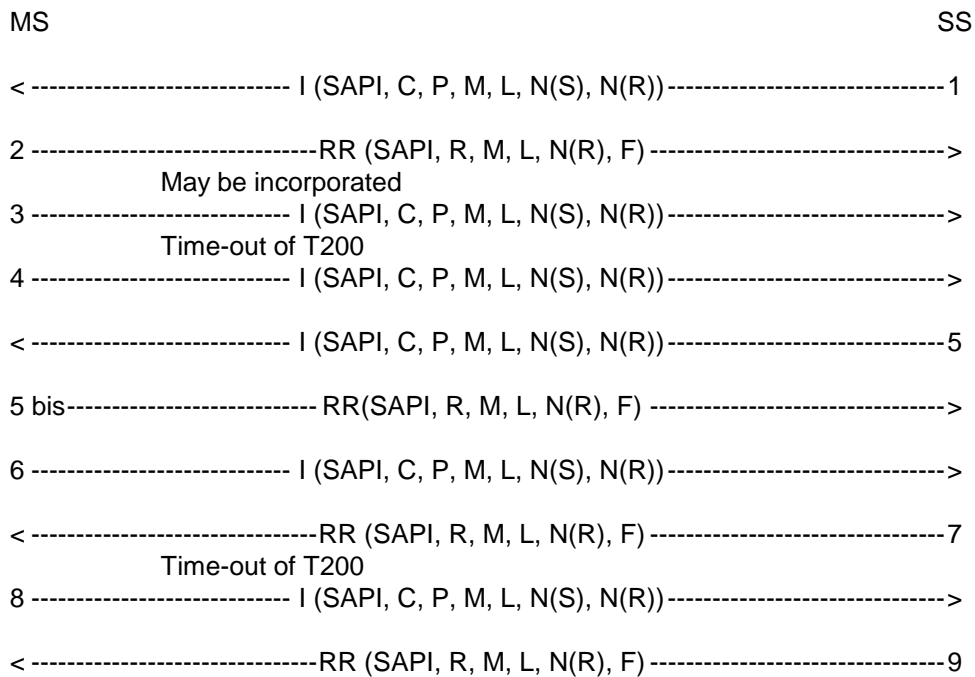 MS SS
< ----------------------------- I (SAPI, C, P, M, L, N(S), N(R))-------------------------------1
2 --------------------------------RR (SAPI, R, M, L, N(R), F) --------------------------------->
May be incorporated
3 ----------------------------- I (SAPI, C, P, M, L, N(S), N(R))------------------------------->
Time-out of T200
4 ----------------------------- I (SAPI, C, P, M, L, N(S), N(R))------------------------------->
< ----------------------------- I (SAPI, C, P, M, L, N(S), N(R))-------------------------------5
5 bis---------------------------- RR(SAPI, R, M, L, N(R), F) --------------------------------->
6 ----------------------------- I (SAPI, C, P, M, L, N(S), N(R))------------------------------->
< --------------------------------RR (SAPI, R, M, L, N(R), F) ---------------------------------7
Time-out of T200
8 ----------------------------- I (SAPI, C, P, M, L, N(S), N(R))------------------------------->
< --------------------------------RR (SAPI, R, M, L, N(R), F) ---------------------------------9